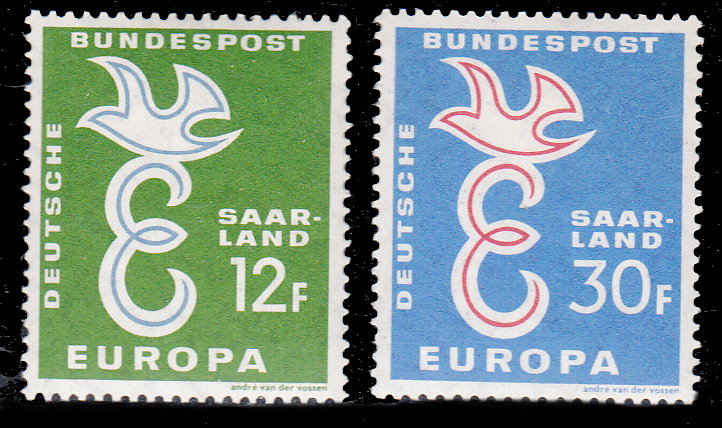 BUNDESPOST
DEUTSCHE
SAAR-
LAND
12F
EUROPA
andré van der vossen
BUNDESPOST
DEUTSCHE
SAAR-
LAND
30F
EUROPA
andre van der vossen